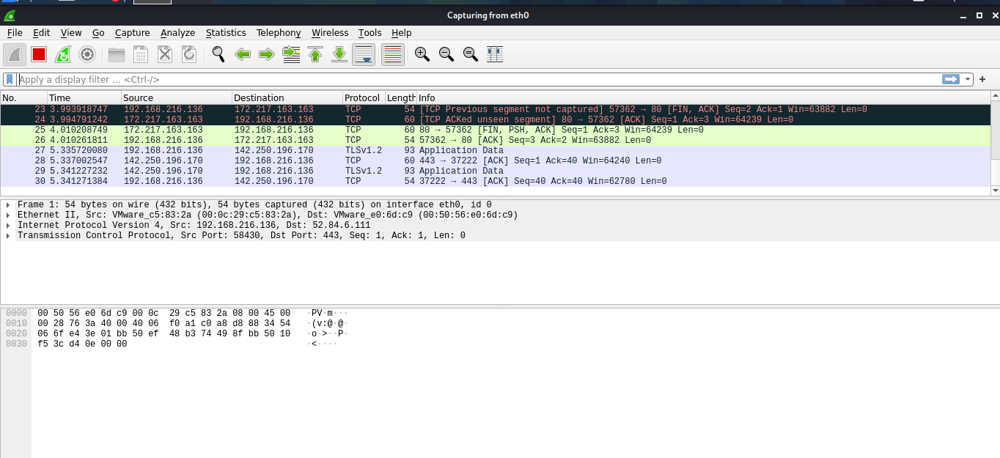 Capturing from eth0
File Edit View Go Capture Analyze Statistics Telephony Wireless Tools Help
Apply a display filter ... <Ctrl-/>
No. Time Source Destination Protocol Length Info
23 3.993918747 192.168.216.136 172.217.163.163 TCP 54 [TCP Previous segment not captured] 57362 → 80 [FIN, ACK] Seq=2 Ack=1 Win=63882 Len=0
24 3.994791242 172.217.163.163 192.168.216.136 TCP 60 [TCP ACKed unseen segment] 80 → 57362 [ACK] Seq=1 Ack=3 Win=64239 Len=0
25 4.010208749 172.217.163.163 192.168.216.136 TCP 60 80 → 57362 [FIN, PSH, ACK] Seq=1 Ack=3 Win=64239 Len=0
26 4.010261811 192.168.216.136 172.217.163.163 TCP 54 57362 → 80 [ACK] Seq=3 Ack=2 Win=63882 Len=0
27 5.335720080 192.168.216.136 142.250.196.170 TLSv1.2 93 Application Data
28 5.337002547 142.250.196.170 192.168.216.136 TCP 60 443 → 37222 [ACK] Seq=1 Ack=40 Win=64240 Len=0
29 5.341227232 142.250.196.170 192.168.216.136 TLSv1.2 93 Application Data
30 5.341271384 192.168.216.136 142.250.196.170 TCP 54 37222 → 443 [ACK] Seq=40 Ack=40 Win=62780 Len=0
Frame 1: 54 bytes on wire (432 bits), 54 bytes captured (432 bits) on interface eth0, id 0
Ethernet II, Src: VMware_c5:83:2a (00:0c:29:c5:83:2a), Dst: VMware_e0:6d:c9 (00:50:56:e0:6d:c9)
Internet Protocol Version 4, Src: 192.168.216.136, Dst: 52.84.6.111
Transmission Control Protocol, Src Port: 58430, Dst Port: 443, Seq: 1, Ack: 1, Len: 0
0000 00 50 56 e0 6d c9 00 0c 29 c5 83 2a 08 00 45 00 ·PV·m···
0010 00 28 76 3a 40 00 40 06 f0 a1 c0 a8 d8 88 34 54 ·(v:@·@·
0020 06 6f e4 3e 01 bb 50 ef 48 b3 74 49 8f bb 50 10 ·o·>··P·
0030 f5 3c d4 0e 00 00 ·<····